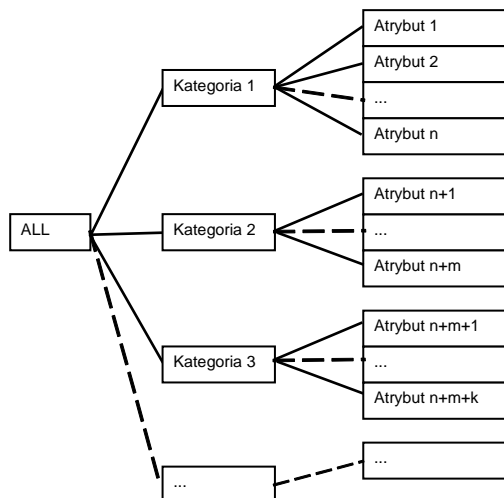 ALL
Kategoria 1
Atrybut 1
Atrybut 2
...
Atrybut n
Kategoria 2
Atrybut n+1
...
Atrybut n+m
Kategoria 3
Atrybut n+m+1
...
Atrybut n+m+k
...
...